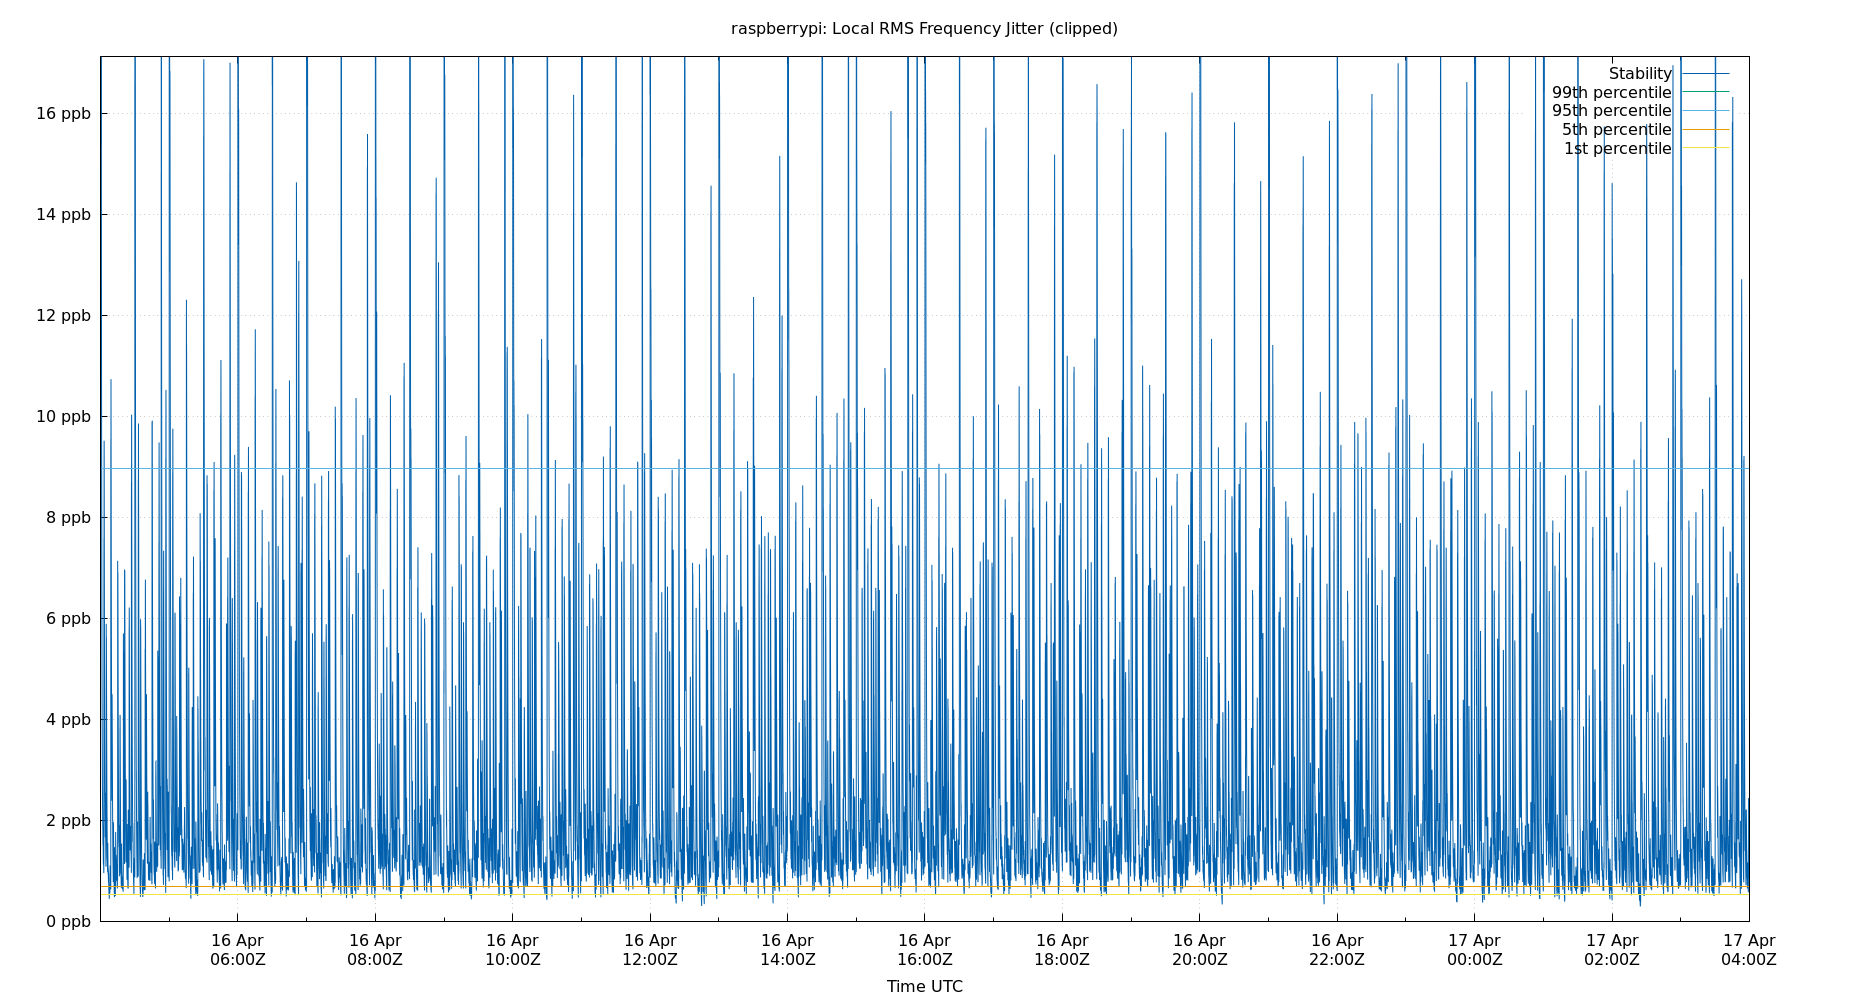 raspberrypi: Local RMS Frequency Jitter (clipped)
Stability
99th percentile
95th percentile
5th percentile
1st percentile
16 ppb
14 ppb
12 ppb
10 ppb
8 ppb
6 ppb
4 ppb
2 ppb
0 ppb
16 Apr 16 Apr 16 Apr 16 Apr 16 Apr 16 Apr 16 Apr 16 Apr 16 Apr 17 Apr 17 Apr 17 Apr
06:00Z 08:00Z 10:00Z 12:00Z 14:00Z 16:00Z 18:00Z 20:00Z 22:00Z 00:00Z 02:00Z 04:00Z
Time UTC